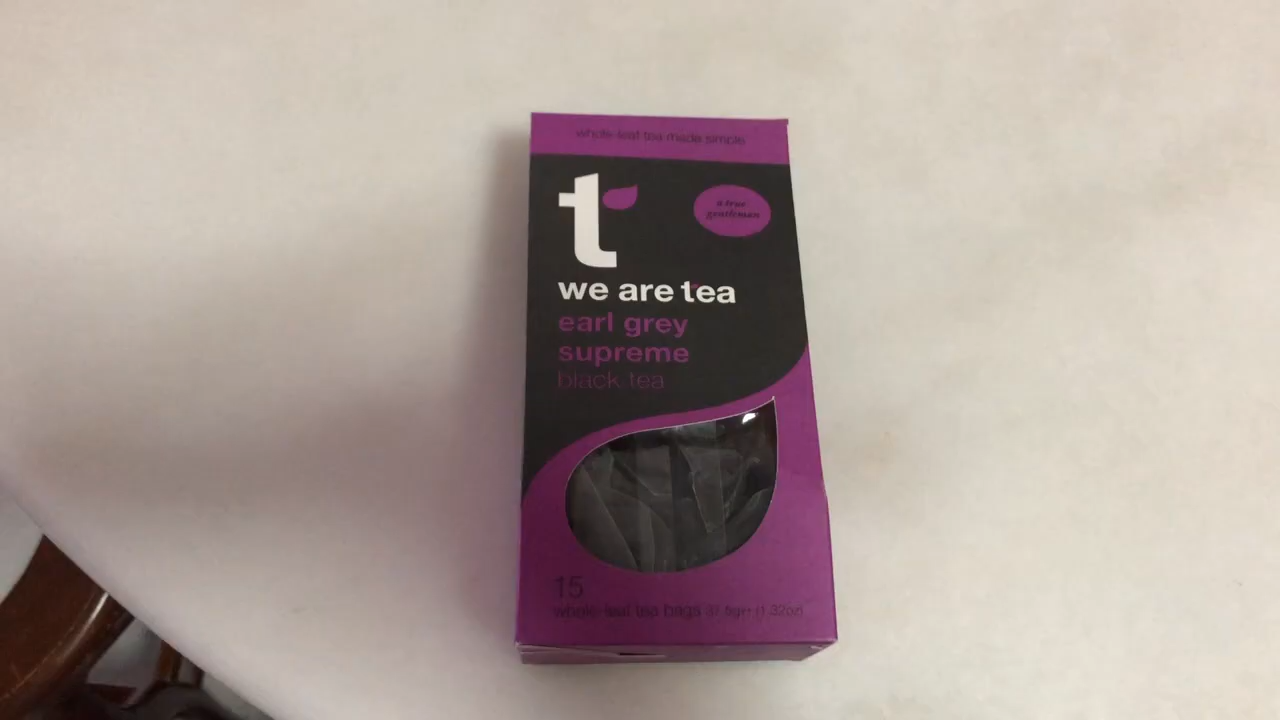 whole-leaf tea made simple
t
a true
gentleman
we are tea
earl grey
supreme
black tea
15
whole-leaf tea bags 37.5gr (1.32oz)